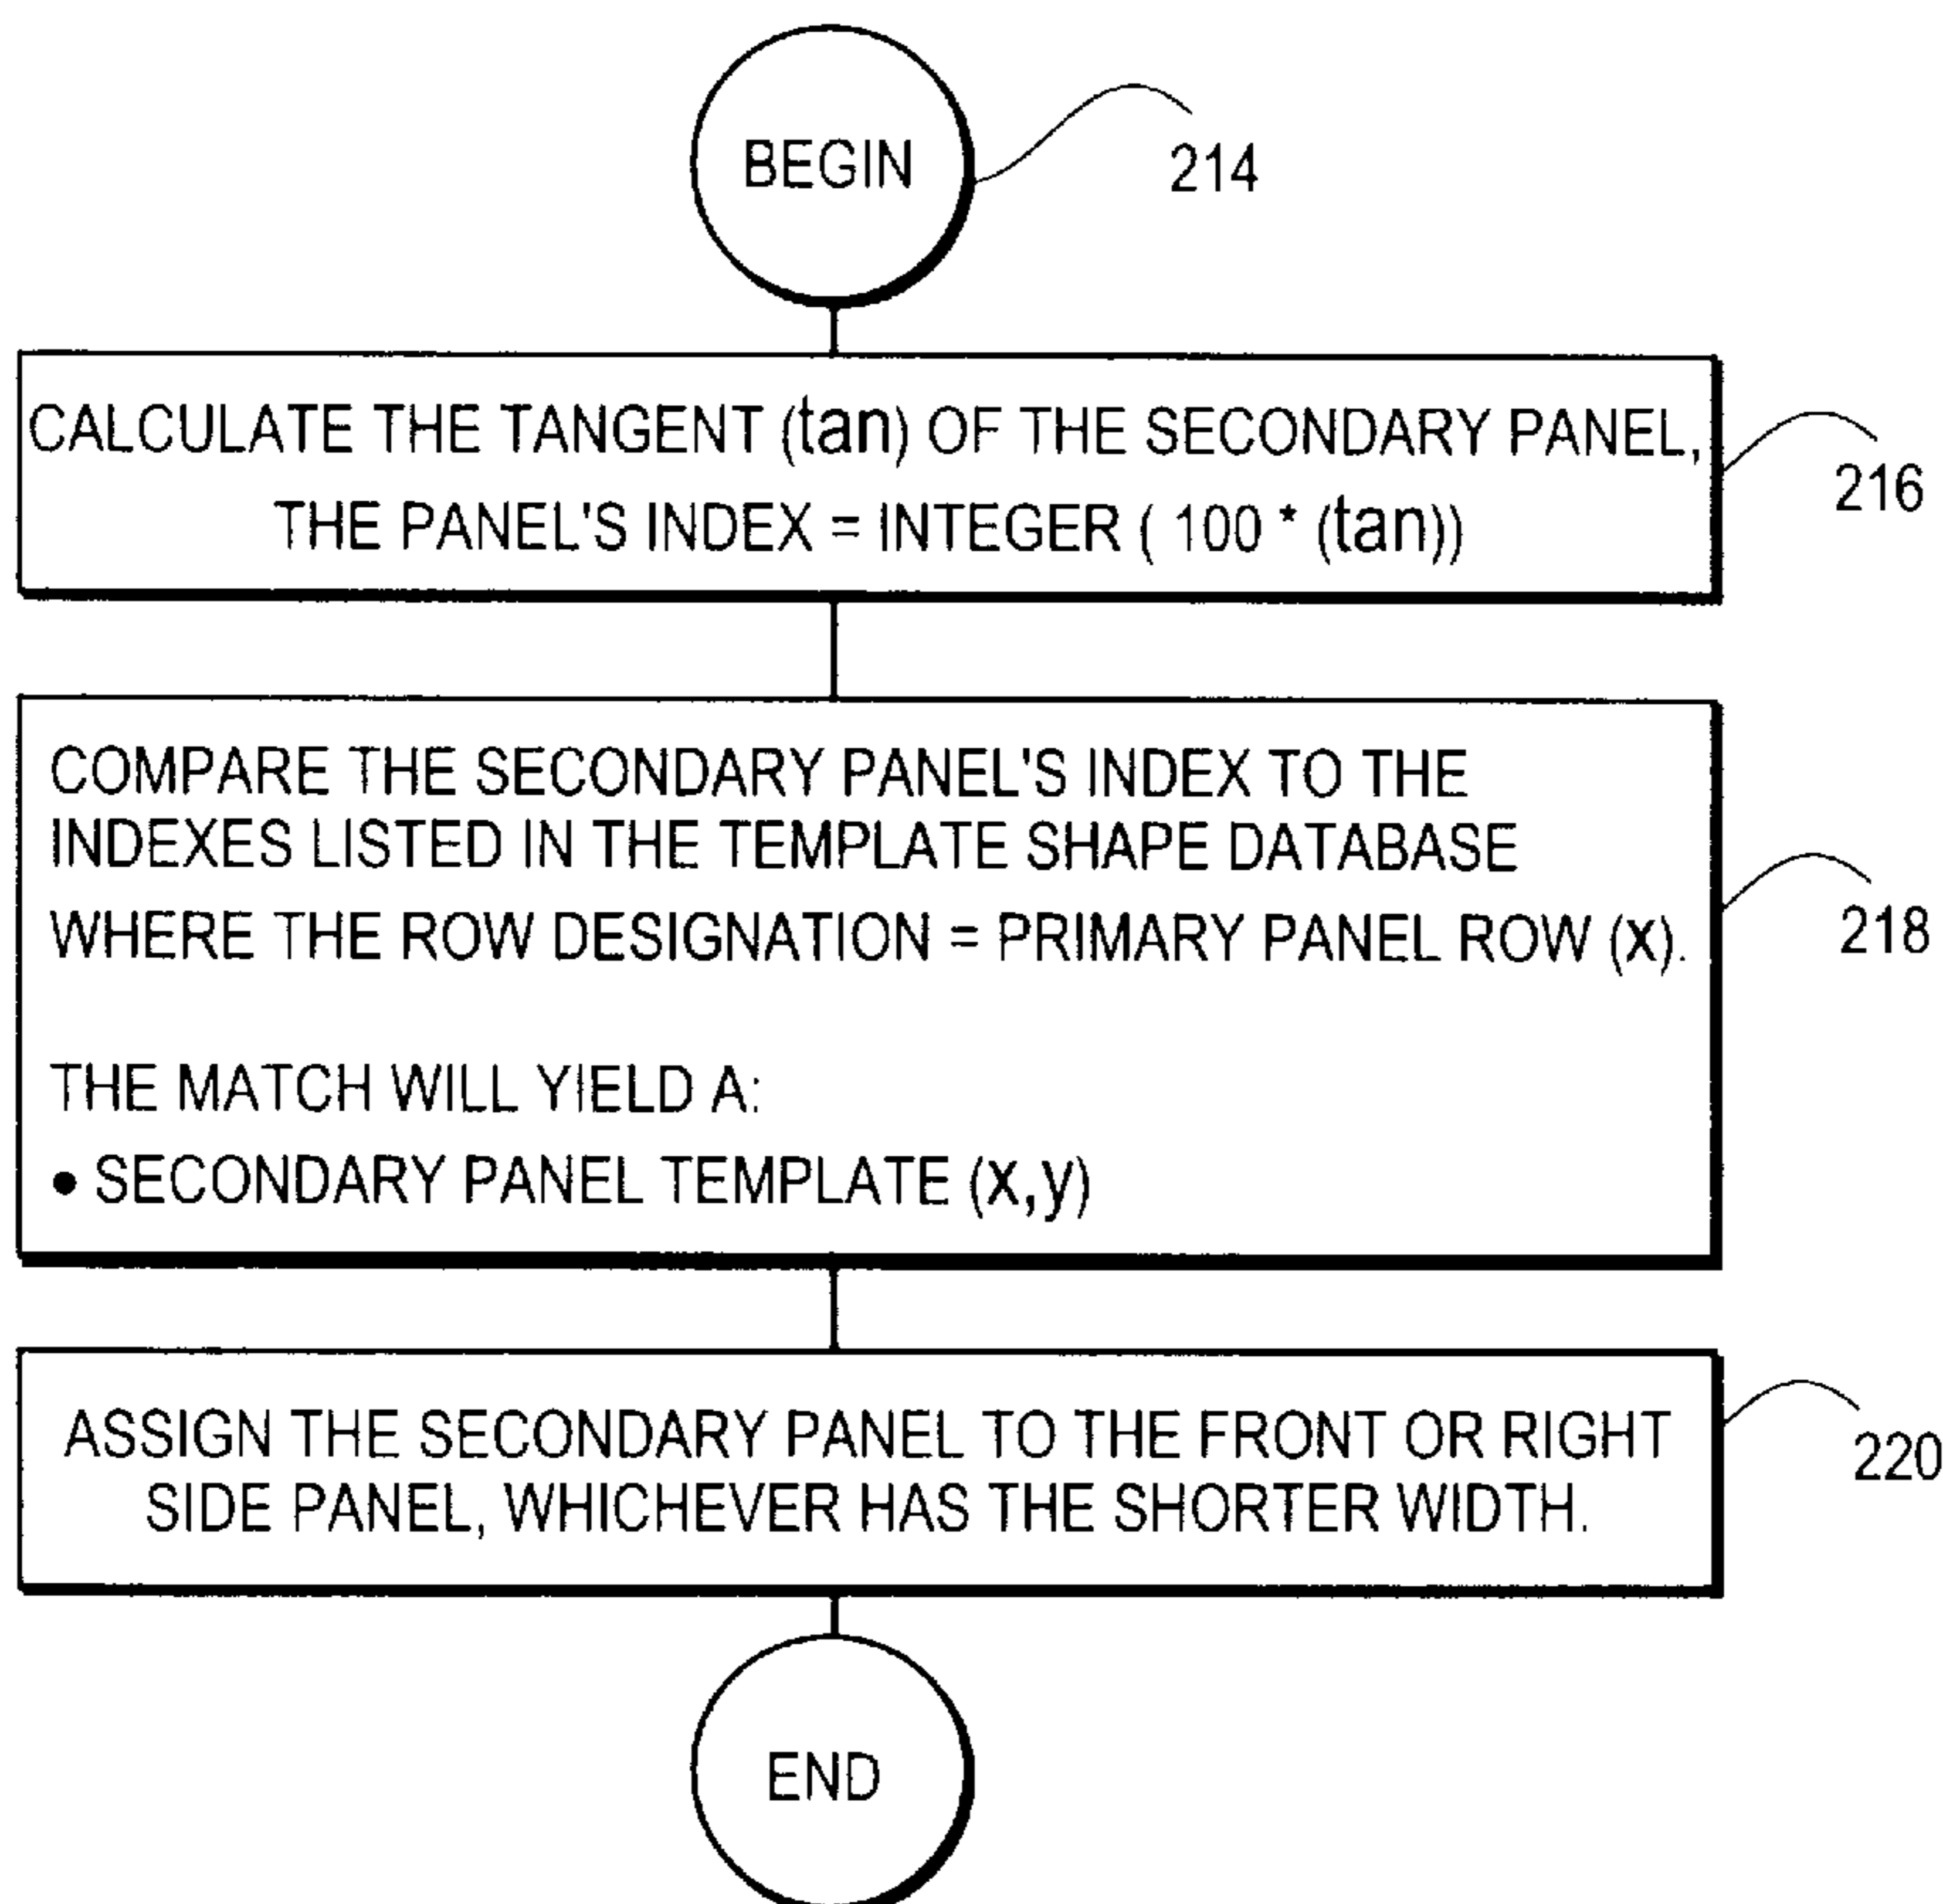 BEGIN
214
CALCULATE THE TANGENT (tan) OF THE SECONDARY PANEL,
THE PANEL'S INDEX = INTEGER ( 100 * (tan))
216
COMPARE THE SECONDARY PANEL'S INDEX TO THE
INDEXES LISTED IN THE TEMPLATE SHAPE DATABASE
WHERE THE ROW DESIGNATION = PRIMARY PANEL ROW (x).
218
THE MATCH WILL YIELD A:
• SECONDARY PANEL TEMPLATE (x,y)
ASSIGN THE SECONDARY PANEL TO THE FRONT OR RIGHT
SIDE PANEL, WHICHEVER HAS THE SHORTER WIDTH.
220
END